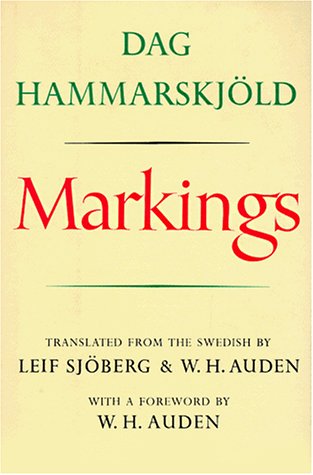 DAG
HAMMARSKJÖLD
Markings
TRANSLATED FROM THE SWEDISH BY
LEIF SJÖBERG & W. H. AUDEN
WITH A FOREWORD BY
W. H. AUDEN